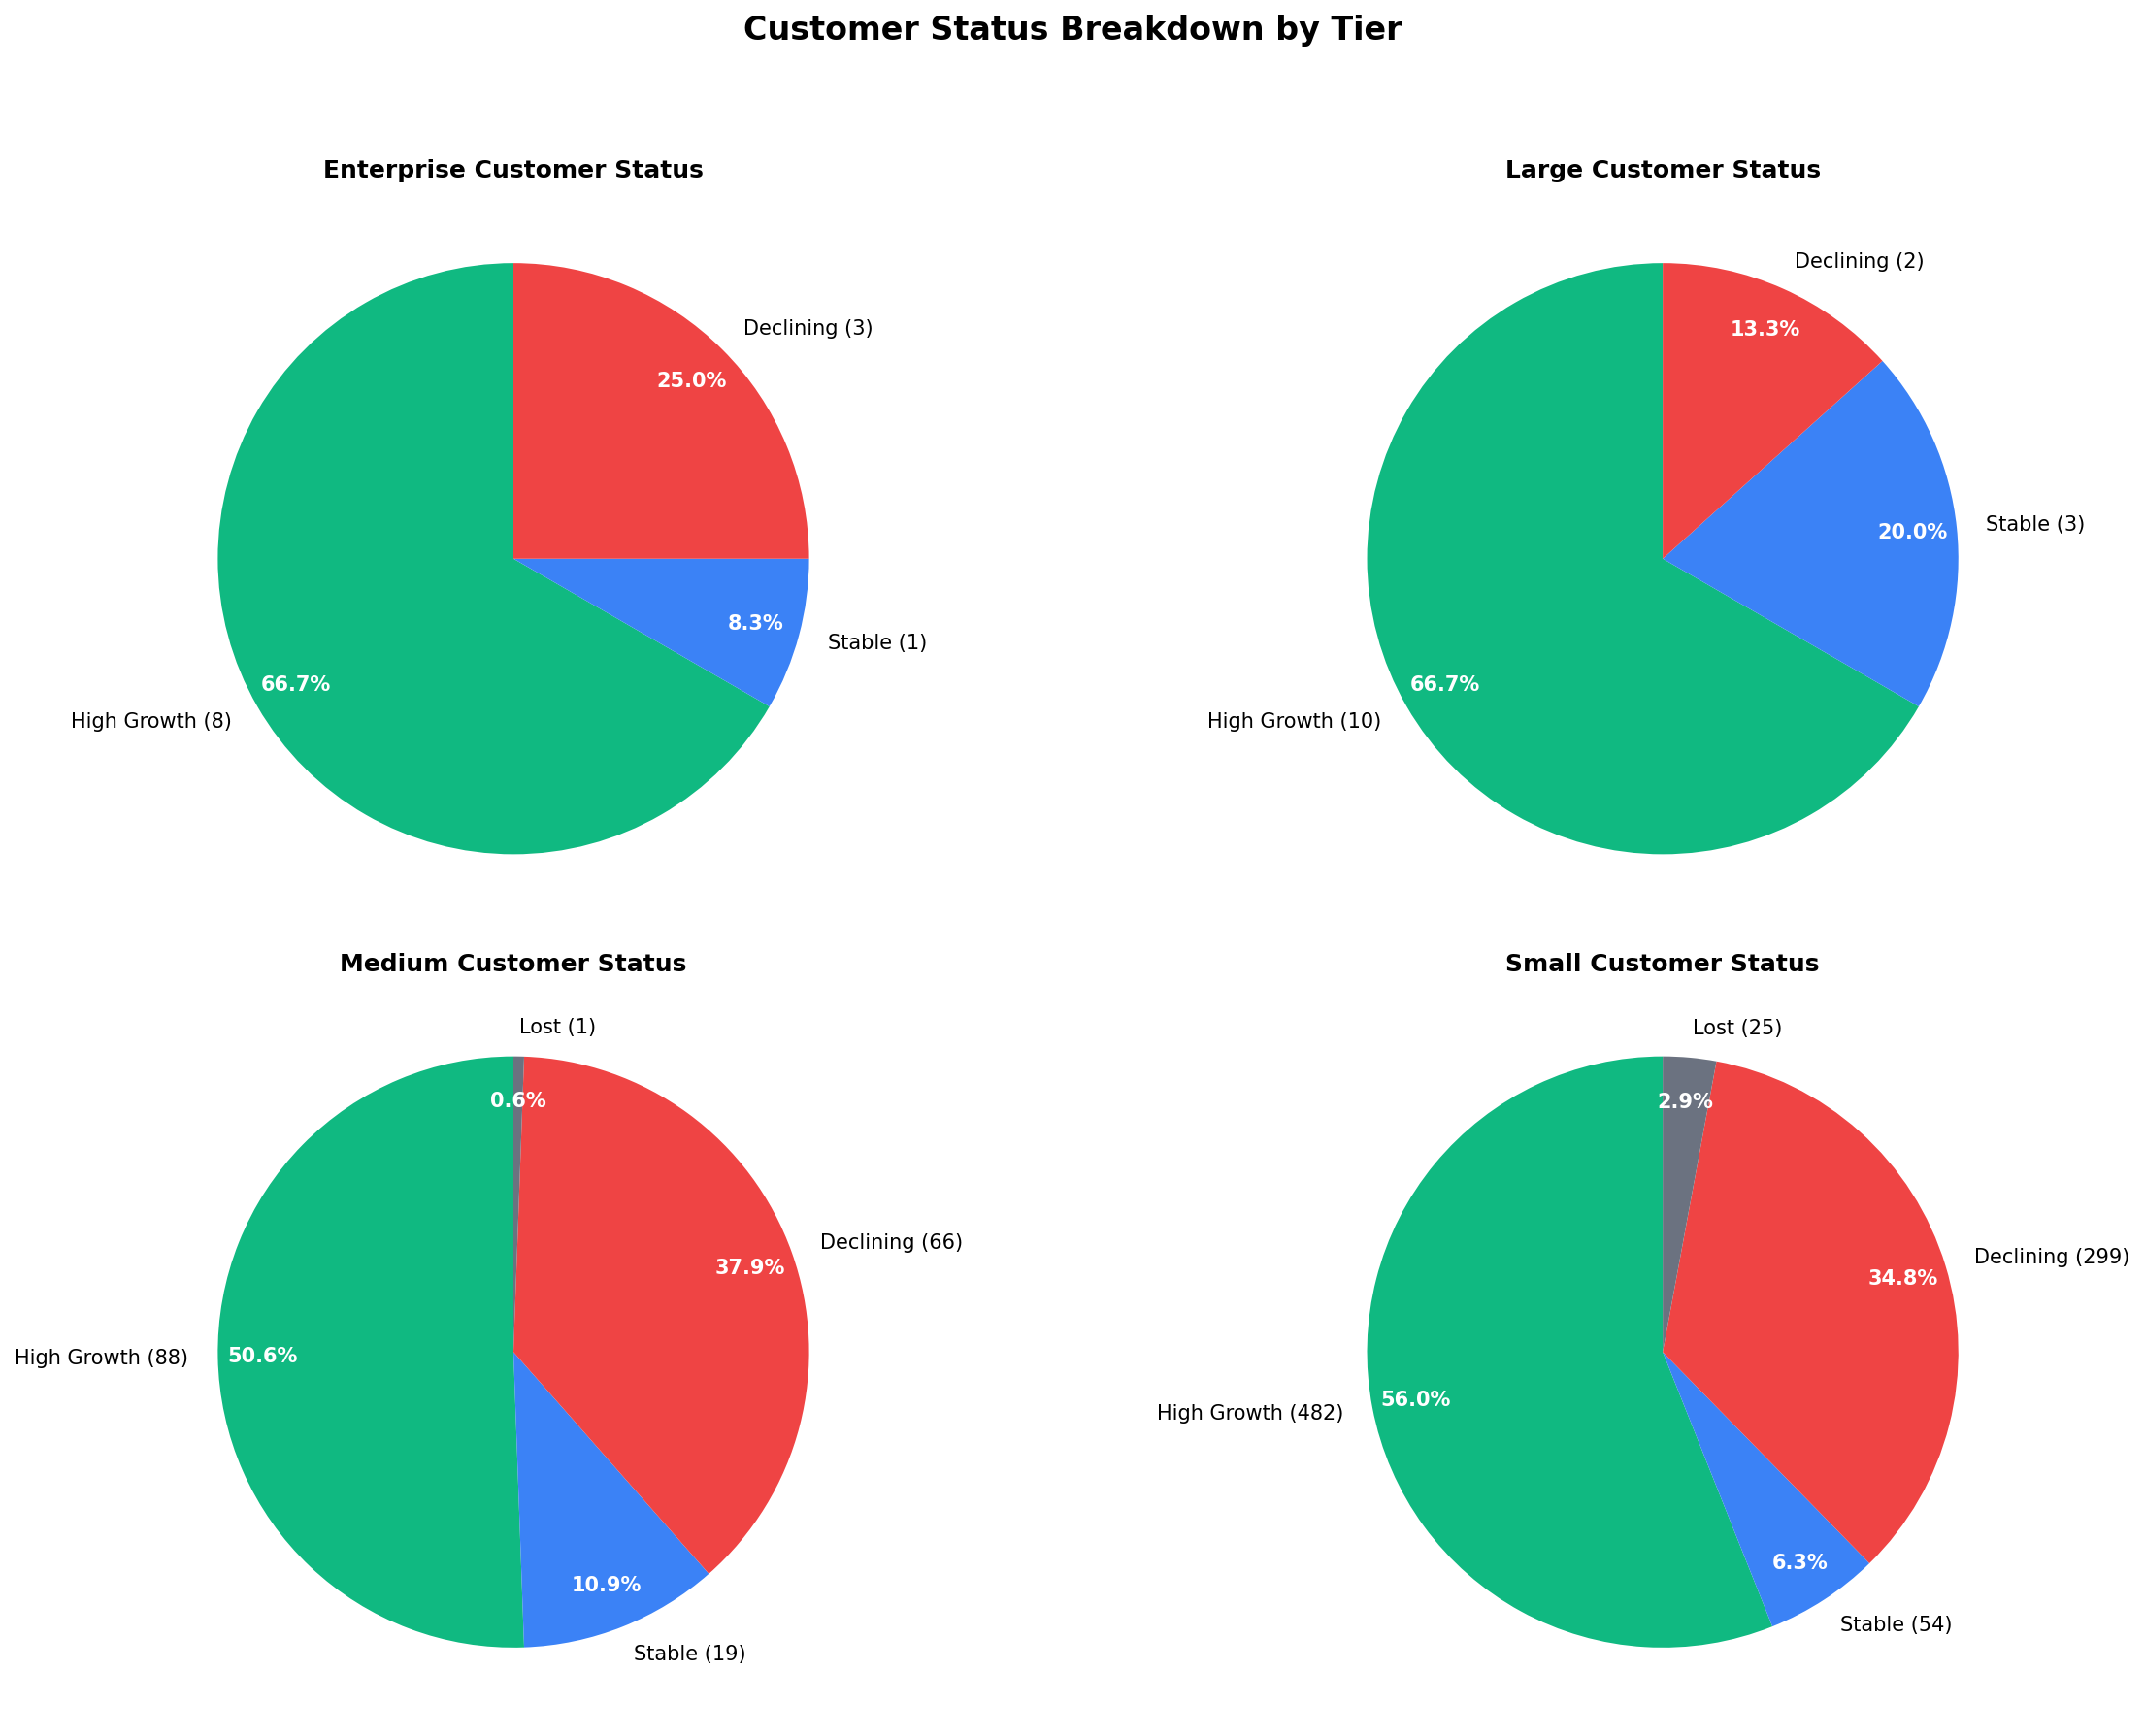 Customer Status Breakdown by Tier
Enterprise Customer Status
Declining (3)
25.0%
8.3%
Stable (1)
66.7%
High Growth (8)
Large Customer Status
Declining (2)
13.3%
20.0%
Stable (3)
66.7%
High Growth (10)
Medium Customer Status
Lost (1)
0.6%
Declining (66)
37.9%
High Growth (88)
50.6%
10.9%
Stable (19)
Small Customer Status
Lost (25)
2.9%
Declining (299)
34.8%
56.0%
High Growth (482)
6.3%
Stable (54)